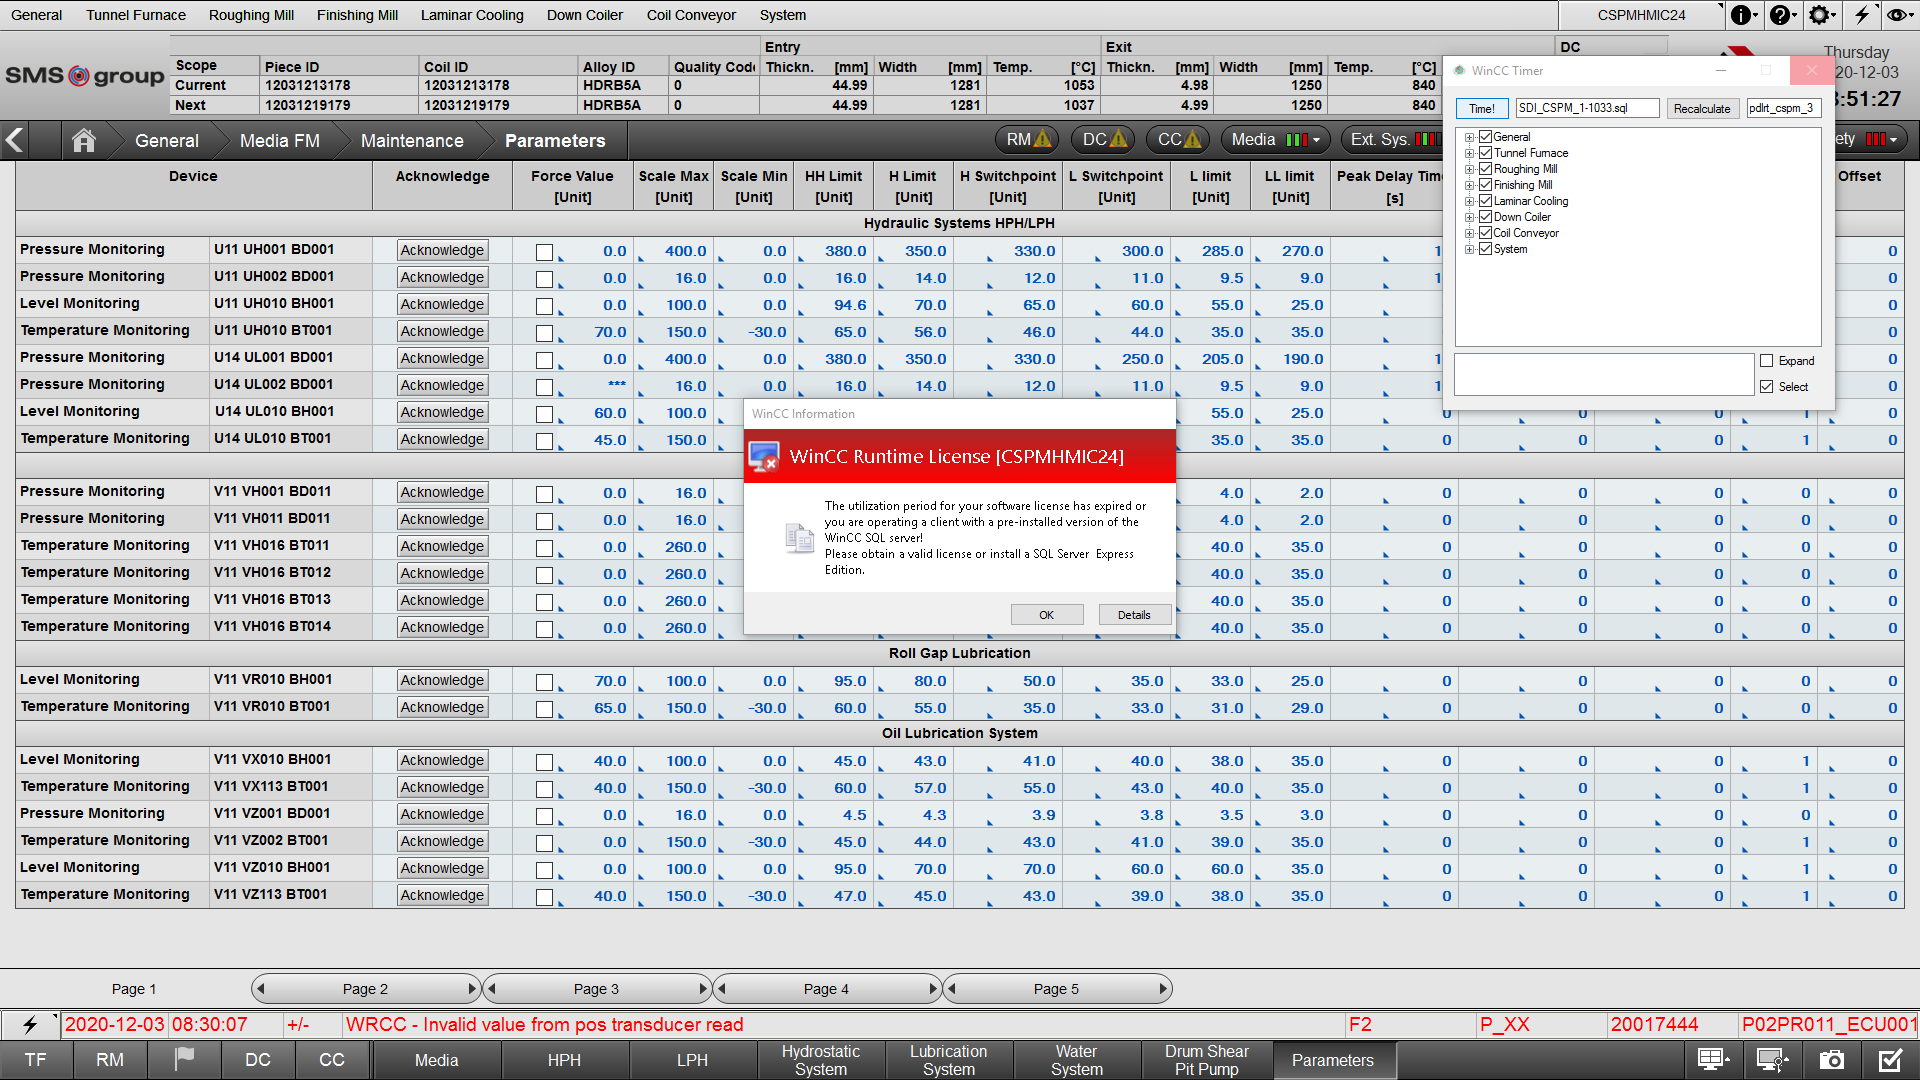 General Tunnel Furnace Roughing Mill Finishing Mill Laminar Cooling Down Coiler Coil Conveyor System CSPMHMIC24
SMS group
Entry Exit DC
Scope Piece ID Coil ID Alloy ID Quality Code Thickn. [mm] Width [mm] Temp. [°C] Thickn. [mm] Width [mm] Temp. [°C]
Current 12031213178 12031213178 HDRB5A 0 44.99 1281 1053 4.98 1250 840
Next 12031219179 12031219179 HDRB5A 0 44.99 1281 1037 4.99 1250 840
Thursday
20-12-03
:51:27
General Media FM Maintenance Parameters RM DC CC Media Ext. Sys. ety
WinCC Timer
Time! SDI_CSPM_1-1033.sql Recalculate pdlrt_cspm_3
General
Tunnel Furnace
Roughing Mill
Finishing Mill
Laminar Cooling
Down Coiler
Coil Conveyor
System
Expand
Select
Device Acknowledge Force Value [Unit] Scale Max [Unit] Scale Min [Unit] HH Limit [Unit] H Limit [Unit] H Switchpoint [Unit] L Switchpoint [Unit] L limit [Unit] LL limit [Unit] Peak Delay Time [s] Offset
Hydraulic Systems HPH/LPH
Pressure Monitoring U11 UH001 BD001 Acknowledge 0.0 400.0 0.0 380.0 350.0 330.0 300.0 285.0 270.0 1 0
Pressure Monitoring U11 UH002 BD001 Acknowledge 0.0 16.0 0.0 16.0 14.0 12.0 11.0 9.5 9.0 1 0
Level Monitoring U11 UH010 BH001 Acknowledge 0.0 100.0 0.0 94.6 70.0 65.0 60.0 55.0 25.0 0
Temperature Monitoring U11 UH010 BT001 Acknowledge 70.0 150.0 -30.0 65.0 56.0 46.0 44.0 35.0 35.0 0
Pressure Monitoring U14 UL001 BD001 Acknowledge 0.0 400.0 0.0 380.0 350.0 330.0 250.0 205.0 190.0 1 0
Pressure Monitoring U14 UL002 BD001 Acknowledge *** 16.0 0.0 16.0 14.0 12.0 11.0 9.5 9.0 1 0
Level Monitoring U14 UL010 BH001 Acknowledge 60.0 100.0 55.0 25.0 0 0 0 1 0
Temperature Monitoring U14 UL010 BT001 Acknowledge 45.0 150.0 35.0 35.0 0 0 0 1 0
Pressure Monitoring V11 VH001 BD011 Acknowledge 0.0 16.0 4.0 2.0 0 0 0 0 0
Pressure Monitoring V11 VH011 BD011 Acknowledge 0.0 16.0 4.0 2.0 0 0 0 0 0
Temperature Monitoring V11 VH016 BT011 Acknowledge 0.0 260.0 40.0 35.0 0 0 0 0 0
Temperature Monitoring V11 VH016 BT012 Acknowledge 0.0 260.0 40.0 35.0 0 0 0 0 0
Temperature Monitoring V11 VH016 BT013 Acknowledge 0.0 260.0 40.0 35.0 0 0 0 0 0
Temperature Monitoring V11 VH016 BT014 Acknowledge 0.0 260.0 40.0 35.0 0 0 0 0 0
WinCC Information
WinCC Runtime License [CSPMHMIC24]
The utilization period for your software license has expired or
you are operating a client with a pre-installed version of the
WinCC SQL server!
Please obtain a valid license or install a SQL Server Express
Edition.
OK Details
Roll Gap Lubrication
Level Monitoring V11 VR010 BH001 Acknowledge 70.0 100.0 0.0 95.0 80.0 50.0 35.0 33.0 25.0 0 0 0 0 0
Temperature Monitoring V11 VR010 BT001 Acknowledge 65.0 150.0 -30.0 60.0 55.0 35.0 33.0 31.0 29.0 0 0 0 0 0
Oil Lubrication System
Level Monitoring V11 VX010 BH001 Acknowledge 40.0 100.0 0.0 45.0 43.0 41.0 40.0 38.0 35.0 0 0 0 1 0
Temperature Monitoring V11 VX113 BT001 Acknowledge 40.0 150.0 -30.0 60.0 57.0 55.0 43.0 40.0 35.0 0 0 0 1 0
Pressure Monitoring V11 VZ001 BD001 Acknowledge 0.0 16.0 0.0 4.5 4.3 3.9 3.8 3.5 3.0 0 0 0 0 0
Temperature Monitoring V11 VZ002 BT001 Acknowledge 0.0 150.0 -30.0 45.0 44.0 43.0 41.0 39.0 35.0 0 0 0 1 0
Level Monitoring V11 VZ010 BH001 Acknowledge 0.0 100.0 0.0 95.0 70.0 70.0 60.0 60.0 35.0 0 0 0 1 0
Temperature Monitoring V11 VZ113 BT001 Acknowledge 40.0 150.0 -30.0 47.0 45.0 43.0 39.0 38.0 35.0 0 0 0 1 0
Page 1 Page 2 Page 3 Page 4 Page 5
2020-12-03 08:30:07 +/- WRCC - Invalid value from pos transducer read F2 P_XX 20017444 P02PR011_ECU001
TF RM DC CC Media HPH LPH Hydrostatic System Lubrication System Water System Drum Shear Pit Pump Parameters